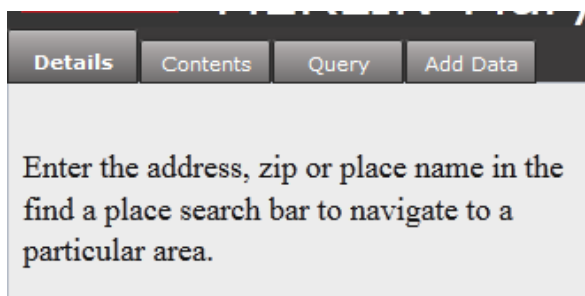 Details Contents Query Add Data
Enter the address, zip or place name in the
find a place search bar to navigate to a
particular area.